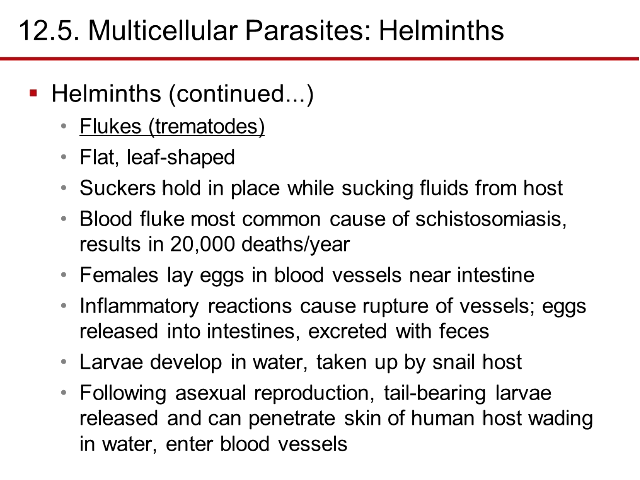 12.5. Multicellular Parasites: Helminths
▪ Helminths (continued...)
• Flukes (trematodes)
• Flat, leaf-shaped
• Suckers hold in place while sucking fluids from host
• Blood fluke most common cause of schistosomiasis,
results in 20,000 deaths/year
• Females lay eggs in blood vessels near intestine
• Inflammatory reactions cause rupture of vessels; eggs
released into intestines, excreted with feces
• Larvae develop in water, taken up by snail host
• Following asexual reproduction, tail-bearing larvae
released and can penetrate skin of human host wading
in water, enter blood vessels